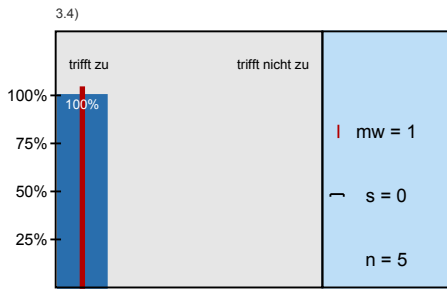 3.4)
trifft zu
trifft nicht zu
100%
100%
75%
50%
25%
mw = 1
s = 0
n = 5